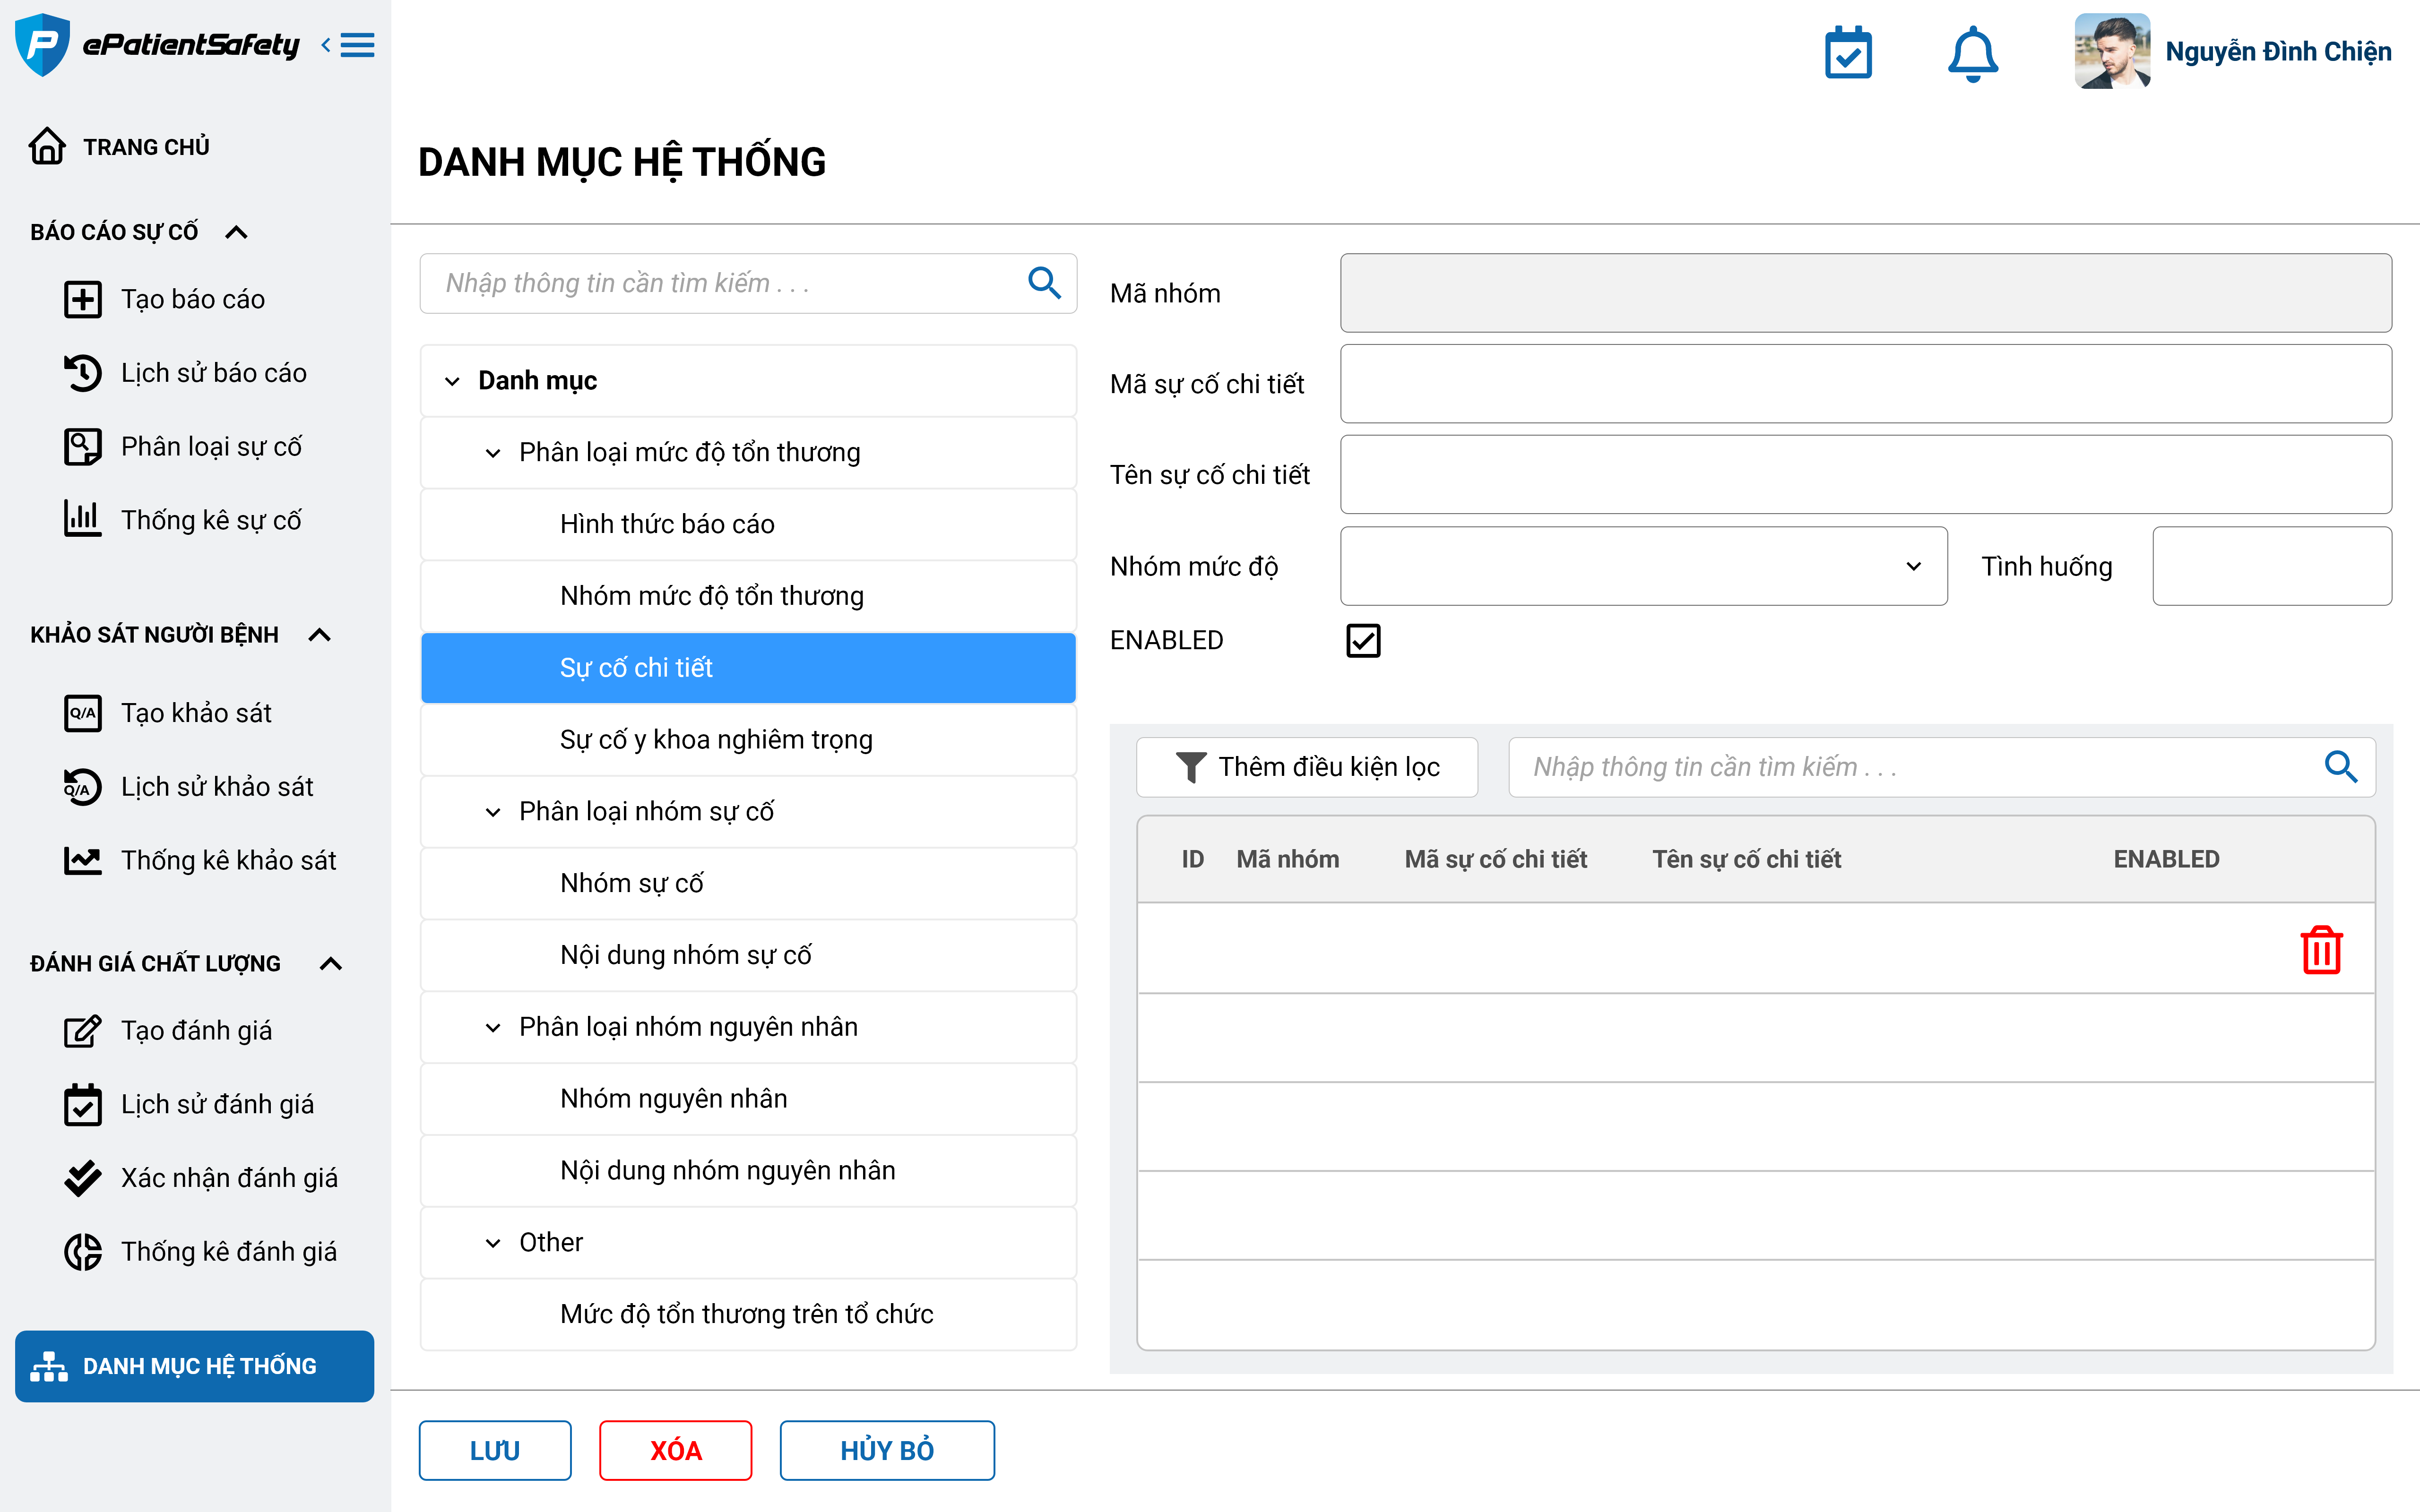 ePatientSafety
Nguyễn Đình Chiện
TRANG CHỦ
BÁO CÁO SỰ CỐ
Tạo báo cáo
Lịch sử báo cáo
Phân loại sự cố
Thống kê sự cố
KHẢO SÁT NGƯỜI BỆNH
Q/A Tạo khảo sát
Q/A Lịch sử khảo sát
Thống kê khảo sát
ĐÁNH GIÁ CHẤT LƯỢNG
Tạo đánh giá
Lịch sử đánh giá
Xác nhận đánh giá
Thống kê đánh giá
DANH MỤC HỆ THỐNG
DANH MỤC HỆ THỐNG
Nhập thông tin cần tìm kiếm . . .
Danh mục
Phân loại mức độ tổn thương
Hình thức báo cáo
Nhóm mức độ tổn thương
Sự cố chi tiết
Sự cố y khoa nghiêm trọng
Phân loại nhóm sự cố
Nhóm sự cố
Nội dung nhóm sự cố
Phân loại nhóm nguyên nhân
Nhóm nguyên nhân
Nội dung nhóm nguyên nhân
Other
Mức độ tổn thương trên tổ chức
Mã nhóm
Mã sự cố chi tiết
Tên sự cố chi tiết
Nhóm mức độ Tình huống
ENABLED
Thêm điều kiện lọc Nhập thông tin cần tìm kiếm . . .
ID Mã nhóm Mã sự cố chi tiết Tên sự cố chi tiết ENABLED
LƯU XÓA HỦY BỎ